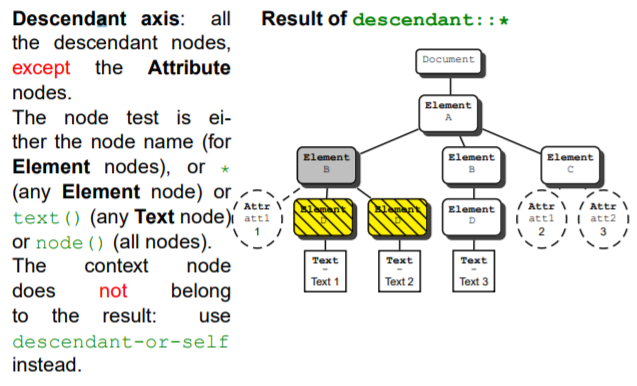 Descendant axis: all
the descendant nodes,
except the Attribute
nodes.
The node test is ei-
ther the node name (for
Element nodes), or *
(any Element node) or
text() (any Text node)
or node() (all nodes).
The context node
does not belong
to the result: use
descendant-or-self
instead.
Result of descendant::*
Document
Element
A
Element
B
Element
B
Element
C
Attr
att1
1
Element
D
Element
D
Element
D
Attr
att1
2
Attr
att2
3
Text
-
Text 1
Text
-
Text 2
Text
-
Text 3